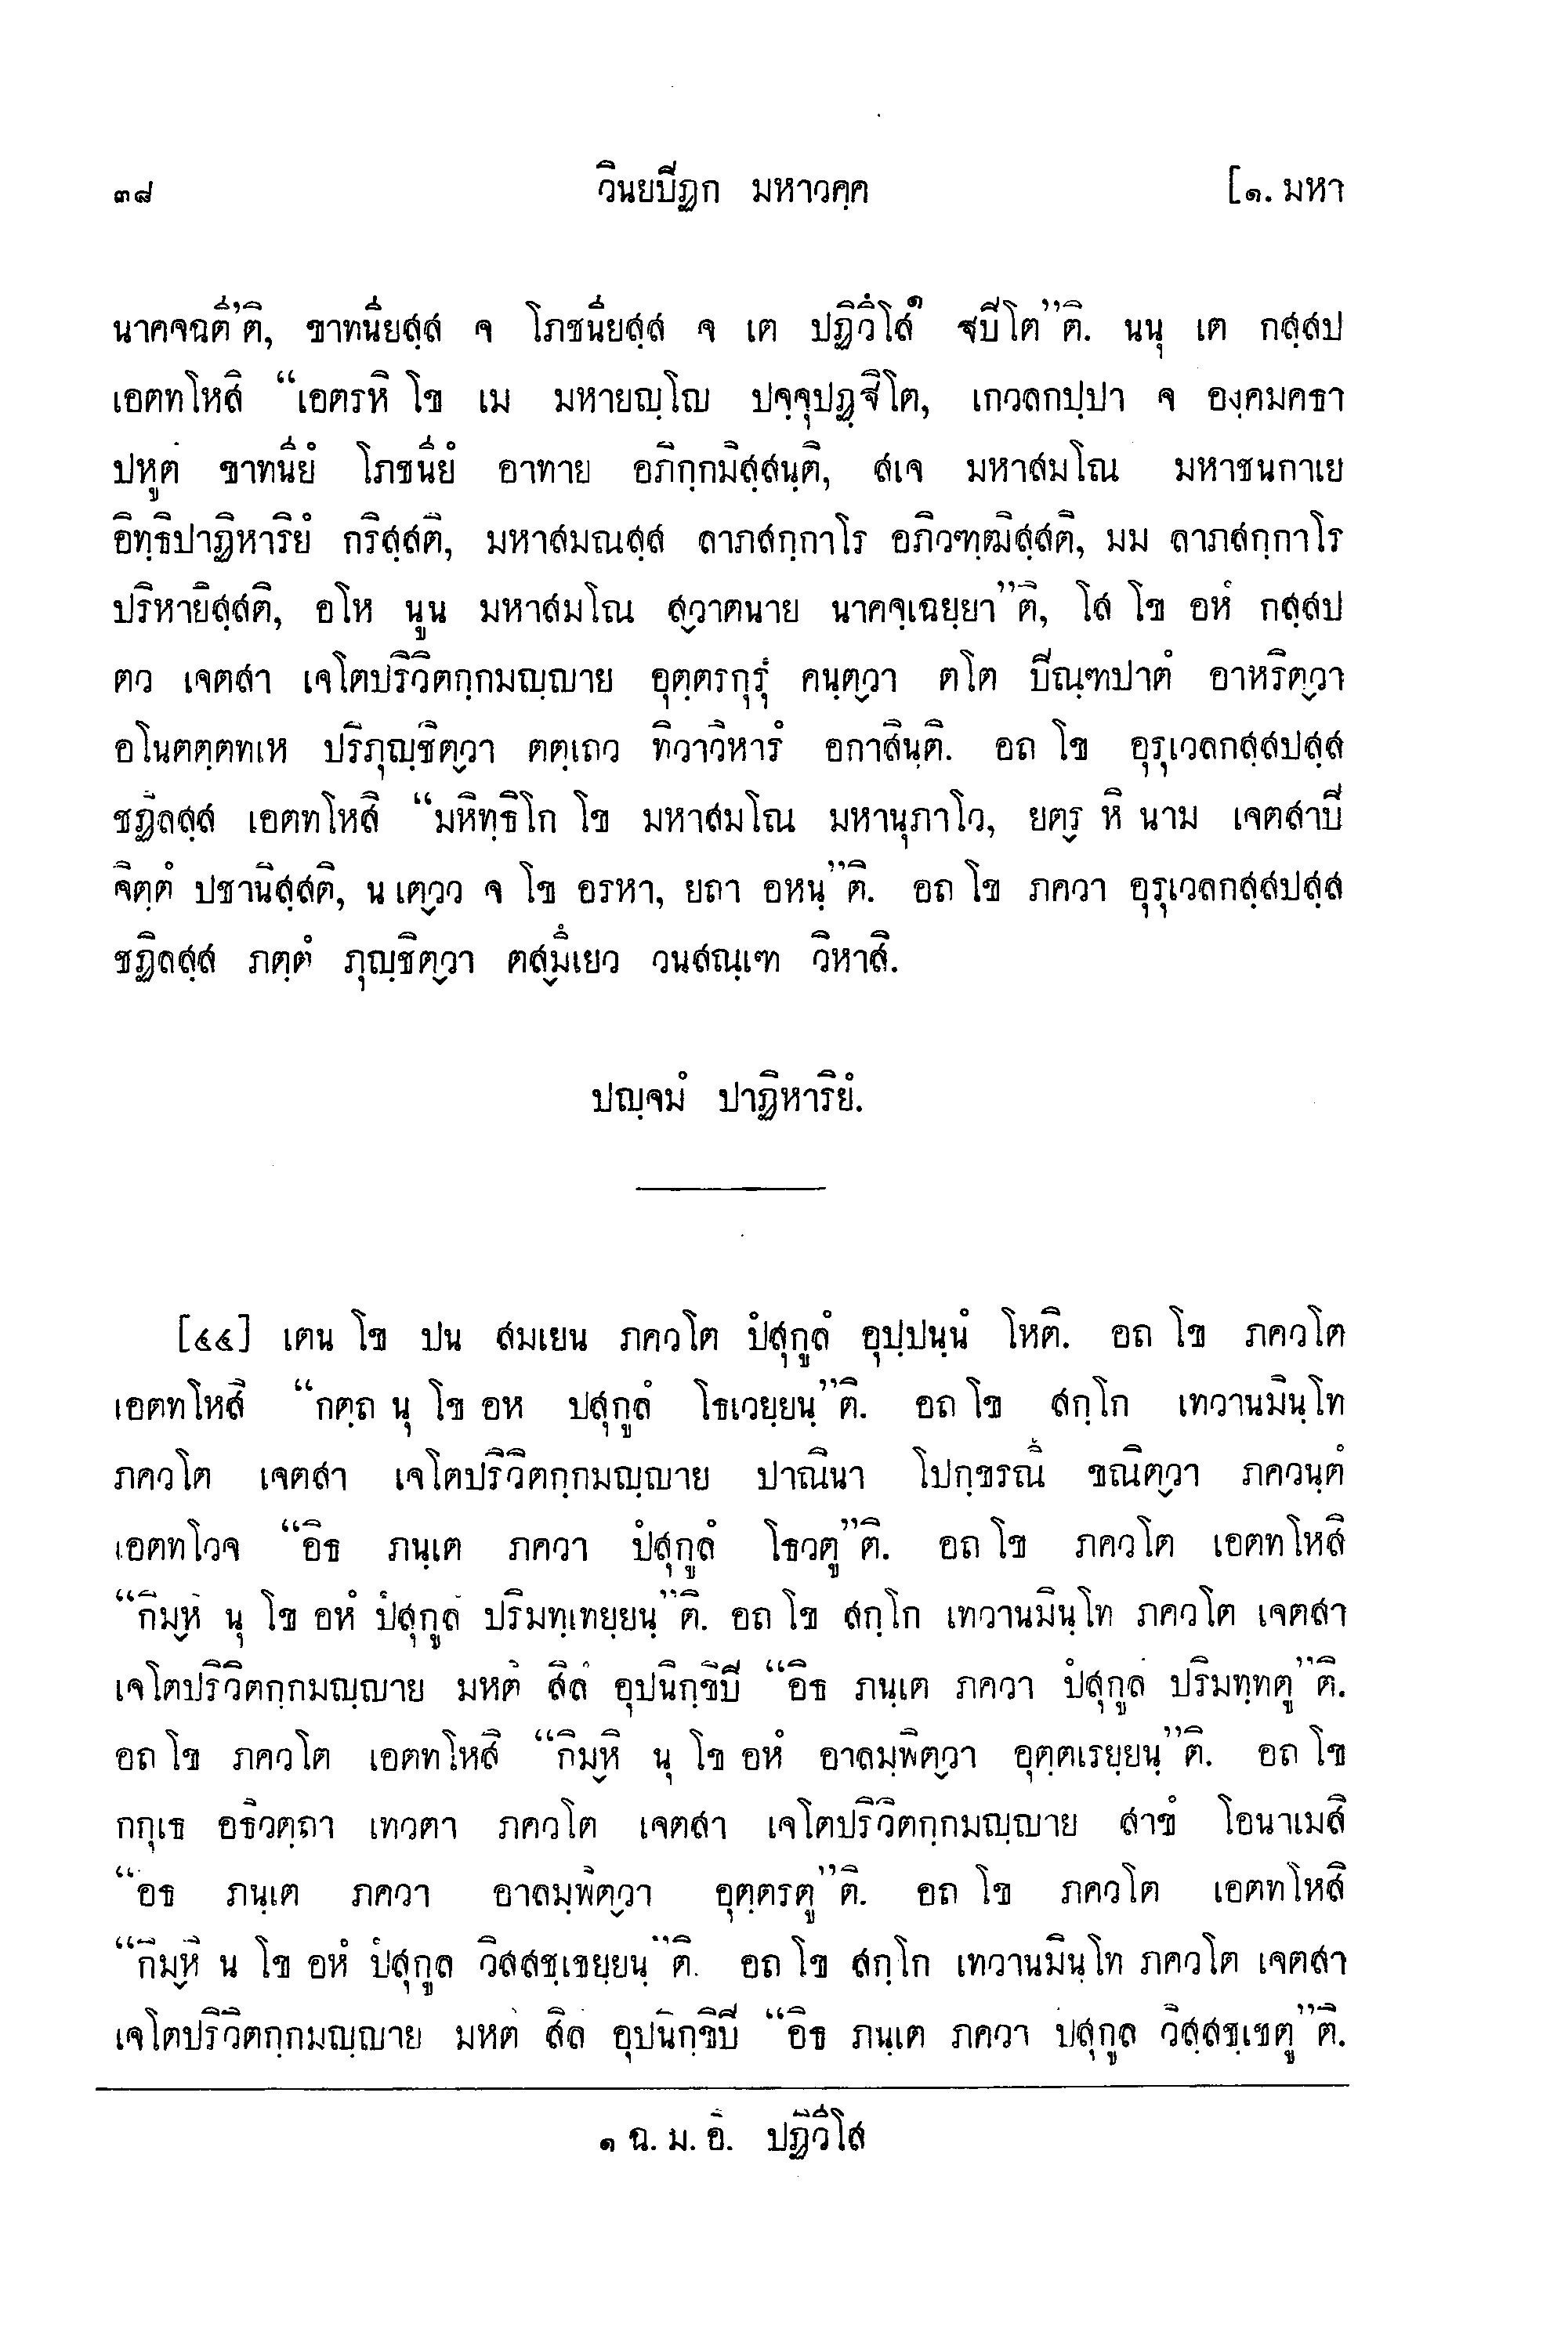 ๓๘ วินยปิฏก มหาวคฺค [๑. มหา
นาคจฺฉตี”ติ, ขาทนียสฺส จ โภชนียสฺส จ เต ปฏิวึโส๑ ฐปิโต”ติ. นนุ เต กสฺสป
เอตทโหสิ “เอตรหิ โข เม มหายญฺโญ ปจฺจุปฏฺฐิโต, เกวลกปฺปา จ องฺคมคธา
ปหูตํ ขาทนียํ โภชนียํ อาทาย อภิกฺกมิสฺสนฺติ, สเจ มหาสมโณ มหาชนกาเย
อิทฺธิปาฏิหาริยํ กริสฺสติ, มหาสมณสฺส ลาภสกฺกาโร อภิวฑฺฒิสฺสติ, มม ลาภสกฺกาโร
ปริหายิสฺสติ, อโห นูน มหาสมโณ สฺวาตนาย นาคจฺเฉยฺยา”ติ, โส โข อหํ กสฺสป
ตว เจตสา เจโตปริวิตกฺกมญฺญาย อุตฺตรกุรุํ คนฺตฺวา ตโต ปิณฺฑปาตํ อาหริตฺวา
อโนตตฺตทเห ปริภุญฺชิตฺวา ตตฺเถว ทิวาวิหารํ อกาสินฺติ. อถ โข อุรุเวลกสฺสปสฺส
ชฏิลสฺส เอตทโหสิ “มหิทฺธิโก โข มหาสมโณ มหานุภาโว, ยตฺร หิ นาม เจตสาปิ
จิตฺตํ ปชานิสฺสติ, น เตฺวว จ โข อรหา, ยถา อหนฺ”ติ. อถ โข ภควา อุรุเวลกสฺสปสฺส
ชฏิลสฺส ภตฺตํ ภุญฺชิตฺวา ตสฺมึเยว วนสณฺเฑ วิหาสิ.
ปญฺจมํ ปาฏิหาริยํ.
[๔๔] เตน โข ปน สมเยน ภควโต ปํสุกูลํ อุปฺปนฺนํ โหติ. อถ โข ภควโต
เอตทโหสิ “กตฺถ นุ โข อห ปสุกูลํ โธเวยฺยนฺ”ติ. อถ โข สกฺโก เทวานมินฺโท
ภควโต เจตสา เจโตปริวิตกฺกมญฺญาย ปาณินา โปกฺขรณึ ขณิตฺวา ภควนฺตํ
เอตทโวจ “อิธ ภนฺเต ภควา ปํสุกูลํ โธวตู”ติ. อถ โข ภควโต เอตทโหสิ
“กิมฺหิ นุ โข อหํ ปํสุกูลํ ปริมทฺเทยฺยนฺ”ติ. อถ โข สกฺโก เทวานมินฺโท ภควโต เจตสา
เจโตปริวิตกฺกมญฺญาย มหตํ สิลํ อุปนิกฺขิปิ “อิธ ภนฺเต ภควา ปํสุกูลํ ปริมทฺทตู”ติ.
อถ โข ภควโต เอตทโหสิ “กิมฺหิ นุ โข อหํ อาลมฺพิตฺวา อุตฺตเรยฺยนฺ”ติ. อถ โข
กกุเธ อธิวตฺถา เทวตา ภควโต เจตสา เจโตปริวิตกฺกมญฺญาย สาขํ โอนาเมสิ
“อธ ภนฺเต ภควา อาลมฺพิตฺวา อุตฺตรตู”ติ. อถ โข ภควโต เอตทโหสิ
“กิมฺหิ น โข อหํ ปํสุกูล วิสสชฺเชยฺยนฺ”ติ. อถ โข สกฺโก เทวานมินฺโท ภควโต เจตสา
เจโตปริวิตกฺกมญฺญาย มหตํ สิลํ อุปนิกฺขิปิ “อิธ ภนฺเต ภควา ปสุกูล วิสฺสชฺเชตู”ติ.
๑ ฉ. ม. อิ. ปฏิวีโส